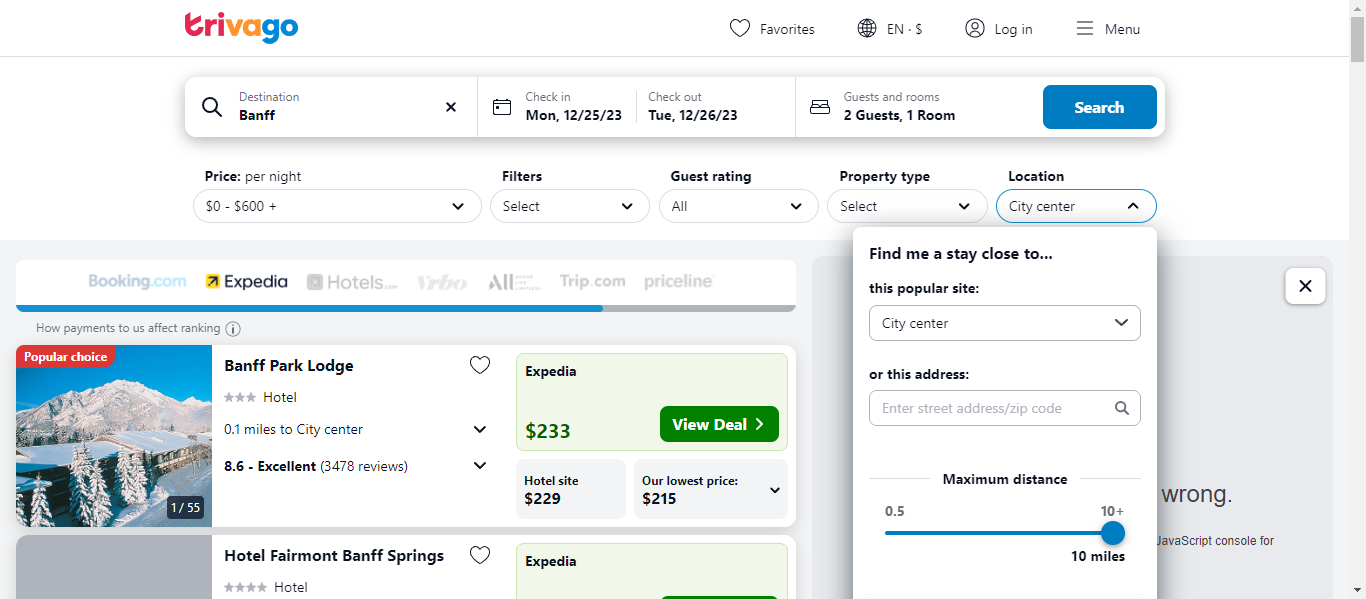 trivago
Favorites
EN · $
Log in
Menu
Destination
Banff
Check in
Mon, 12/25/23
Check out
Tue, 12/26/23
Guests and rooms
2 Guests, 1 Room
Search
Price: per night
$0 - $600 +
Filters
Select
Guest rating
All
Property type
Select
Location
City center
Find me a stay close to...
this popular site:
City center
or this address:
Enter street address/zip code
Maximum distance
0.5
10+
10 miles
Booking.com
Expedia
Hotels.com
Vrbo
All
Trip.com
priceline
How payments to us affect ranking
Popular choice
1 / 55
Banff Park Lodge
Hotel
0.1 miles to City center
8.6 - Excellent (3478 reviews)
Expedia
$233
View Deal
Hotel site
$229
Our lowest price:
$215
Hotel Fairmont Banff Springs
Hotel
Expedia
wrong.
JavaScript console for